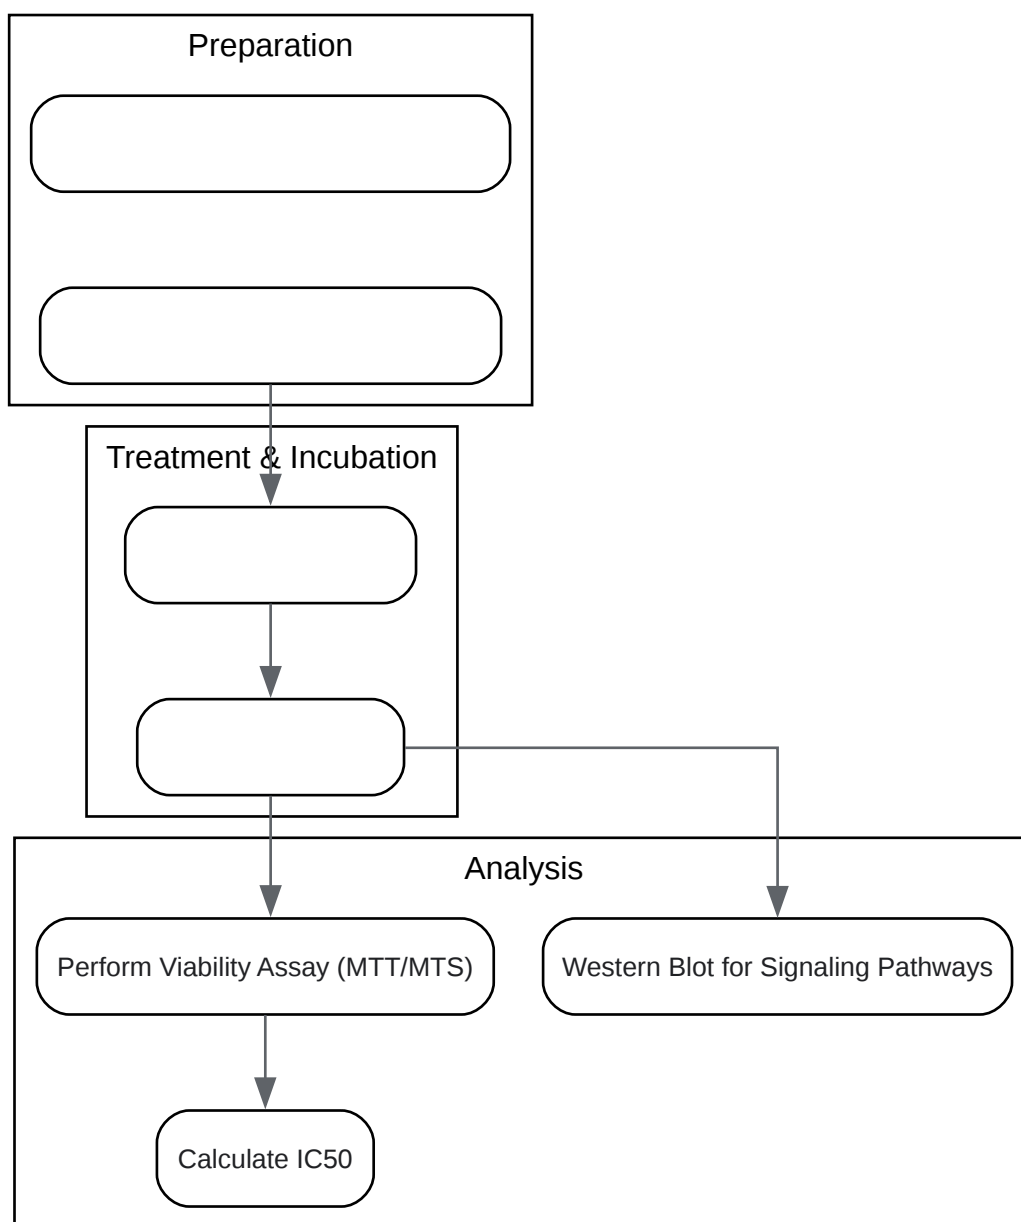 Preparation
Treatment & Incubation
Analysis
Perform Viability Assay (MTT/MTS)
Western Blot for Signaling Pathways
Calculate IC50